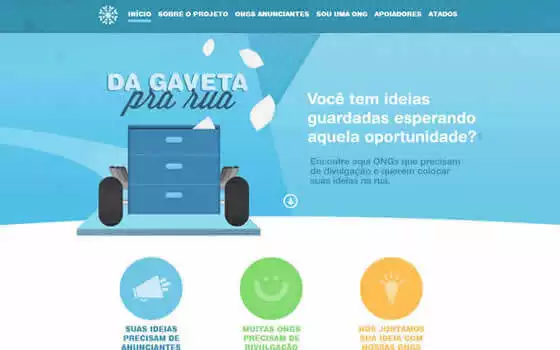 INÍCIO SOBRE O PROJETO ONGS ANUNCIANTES SOU UMA ONG APOIADORES ATADOS
DA GAVETA
pra rua
Você tem ideias
guardadas esperando
aquela oportunidade?
Encontre aqui ONGs que precisam
de divulgação e querem colocar
suas ideias na rua.
SUAS IDEIAS
PRECISAM DE
ANUNCIANTES
MUITAS ONGS
PRECISAM DE
DIVULGAÇÃO
NÓS JUNTAMOS
SUA IDEIA COM
NOSSAS ONGS